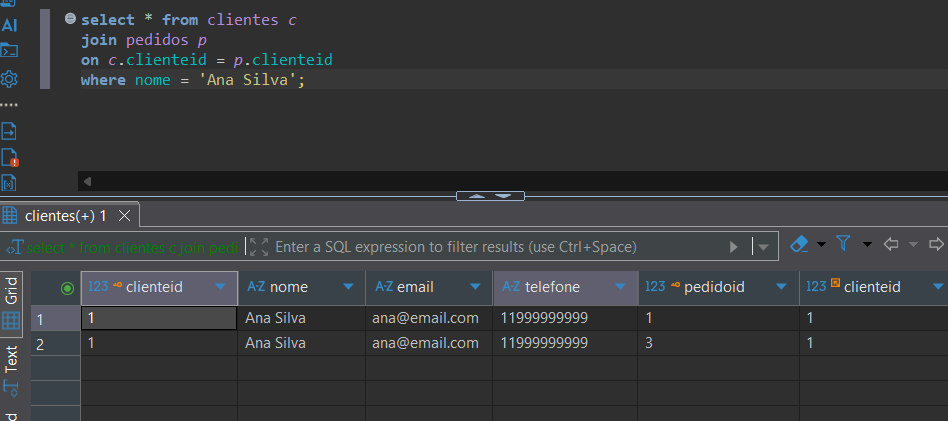 AI
select * from clientes c
join pedidos p
on c.clienteid = p.clienteid
where nome = 'Ana Silva';
clientes(+) 1
select * from clientes c join pedi
Enter a SQL expression to filter results (use Ctrl+Space)
Grid
Text
123 clienteid A-Z nome A-Z email A-Z telefone 123 pedidoid 123 clienteid
1 1 Ana Silva ana@email.com 11999999999 1 1
2 1 Ana Silva ana@email.com 11999999999 3 1